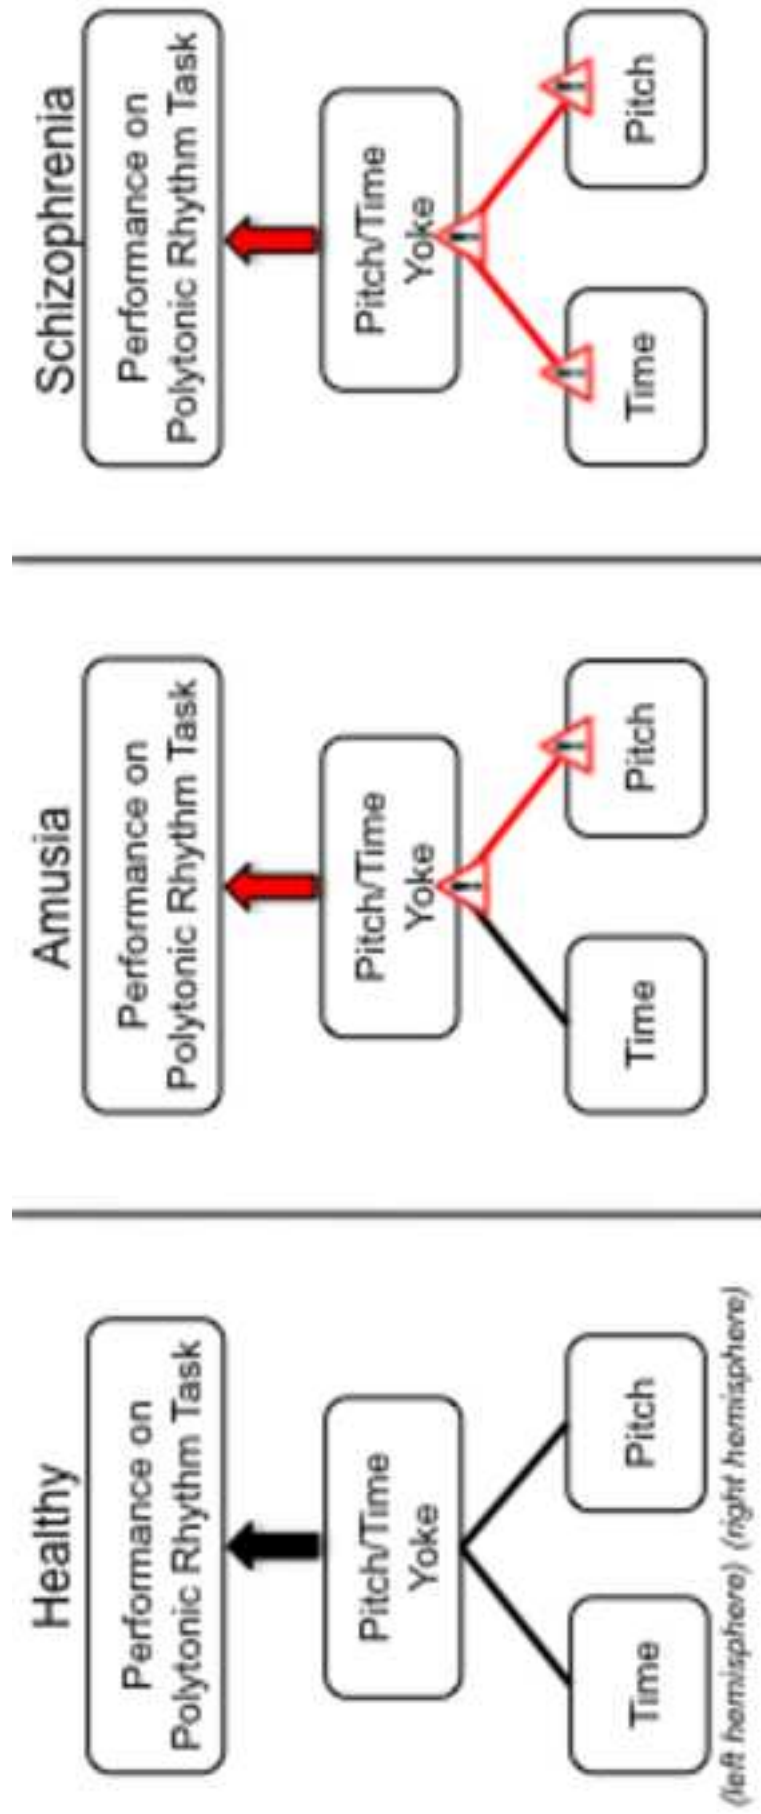 Healthy
Performance on
Polytonic Rhythm Task
Pitch/Time
Yoke
Time
Pitch
(left hemisphere) (right hemisphere)
Amusia
Performance on
Polytonic Rhythm Task
Pitch/Time
Yoke
!
Time
Pitch
!
Schizophrenia
Performance on
Polytonic Rhythm Task
Pitch/Time
Yoke
!
Time
!
Pitch
!